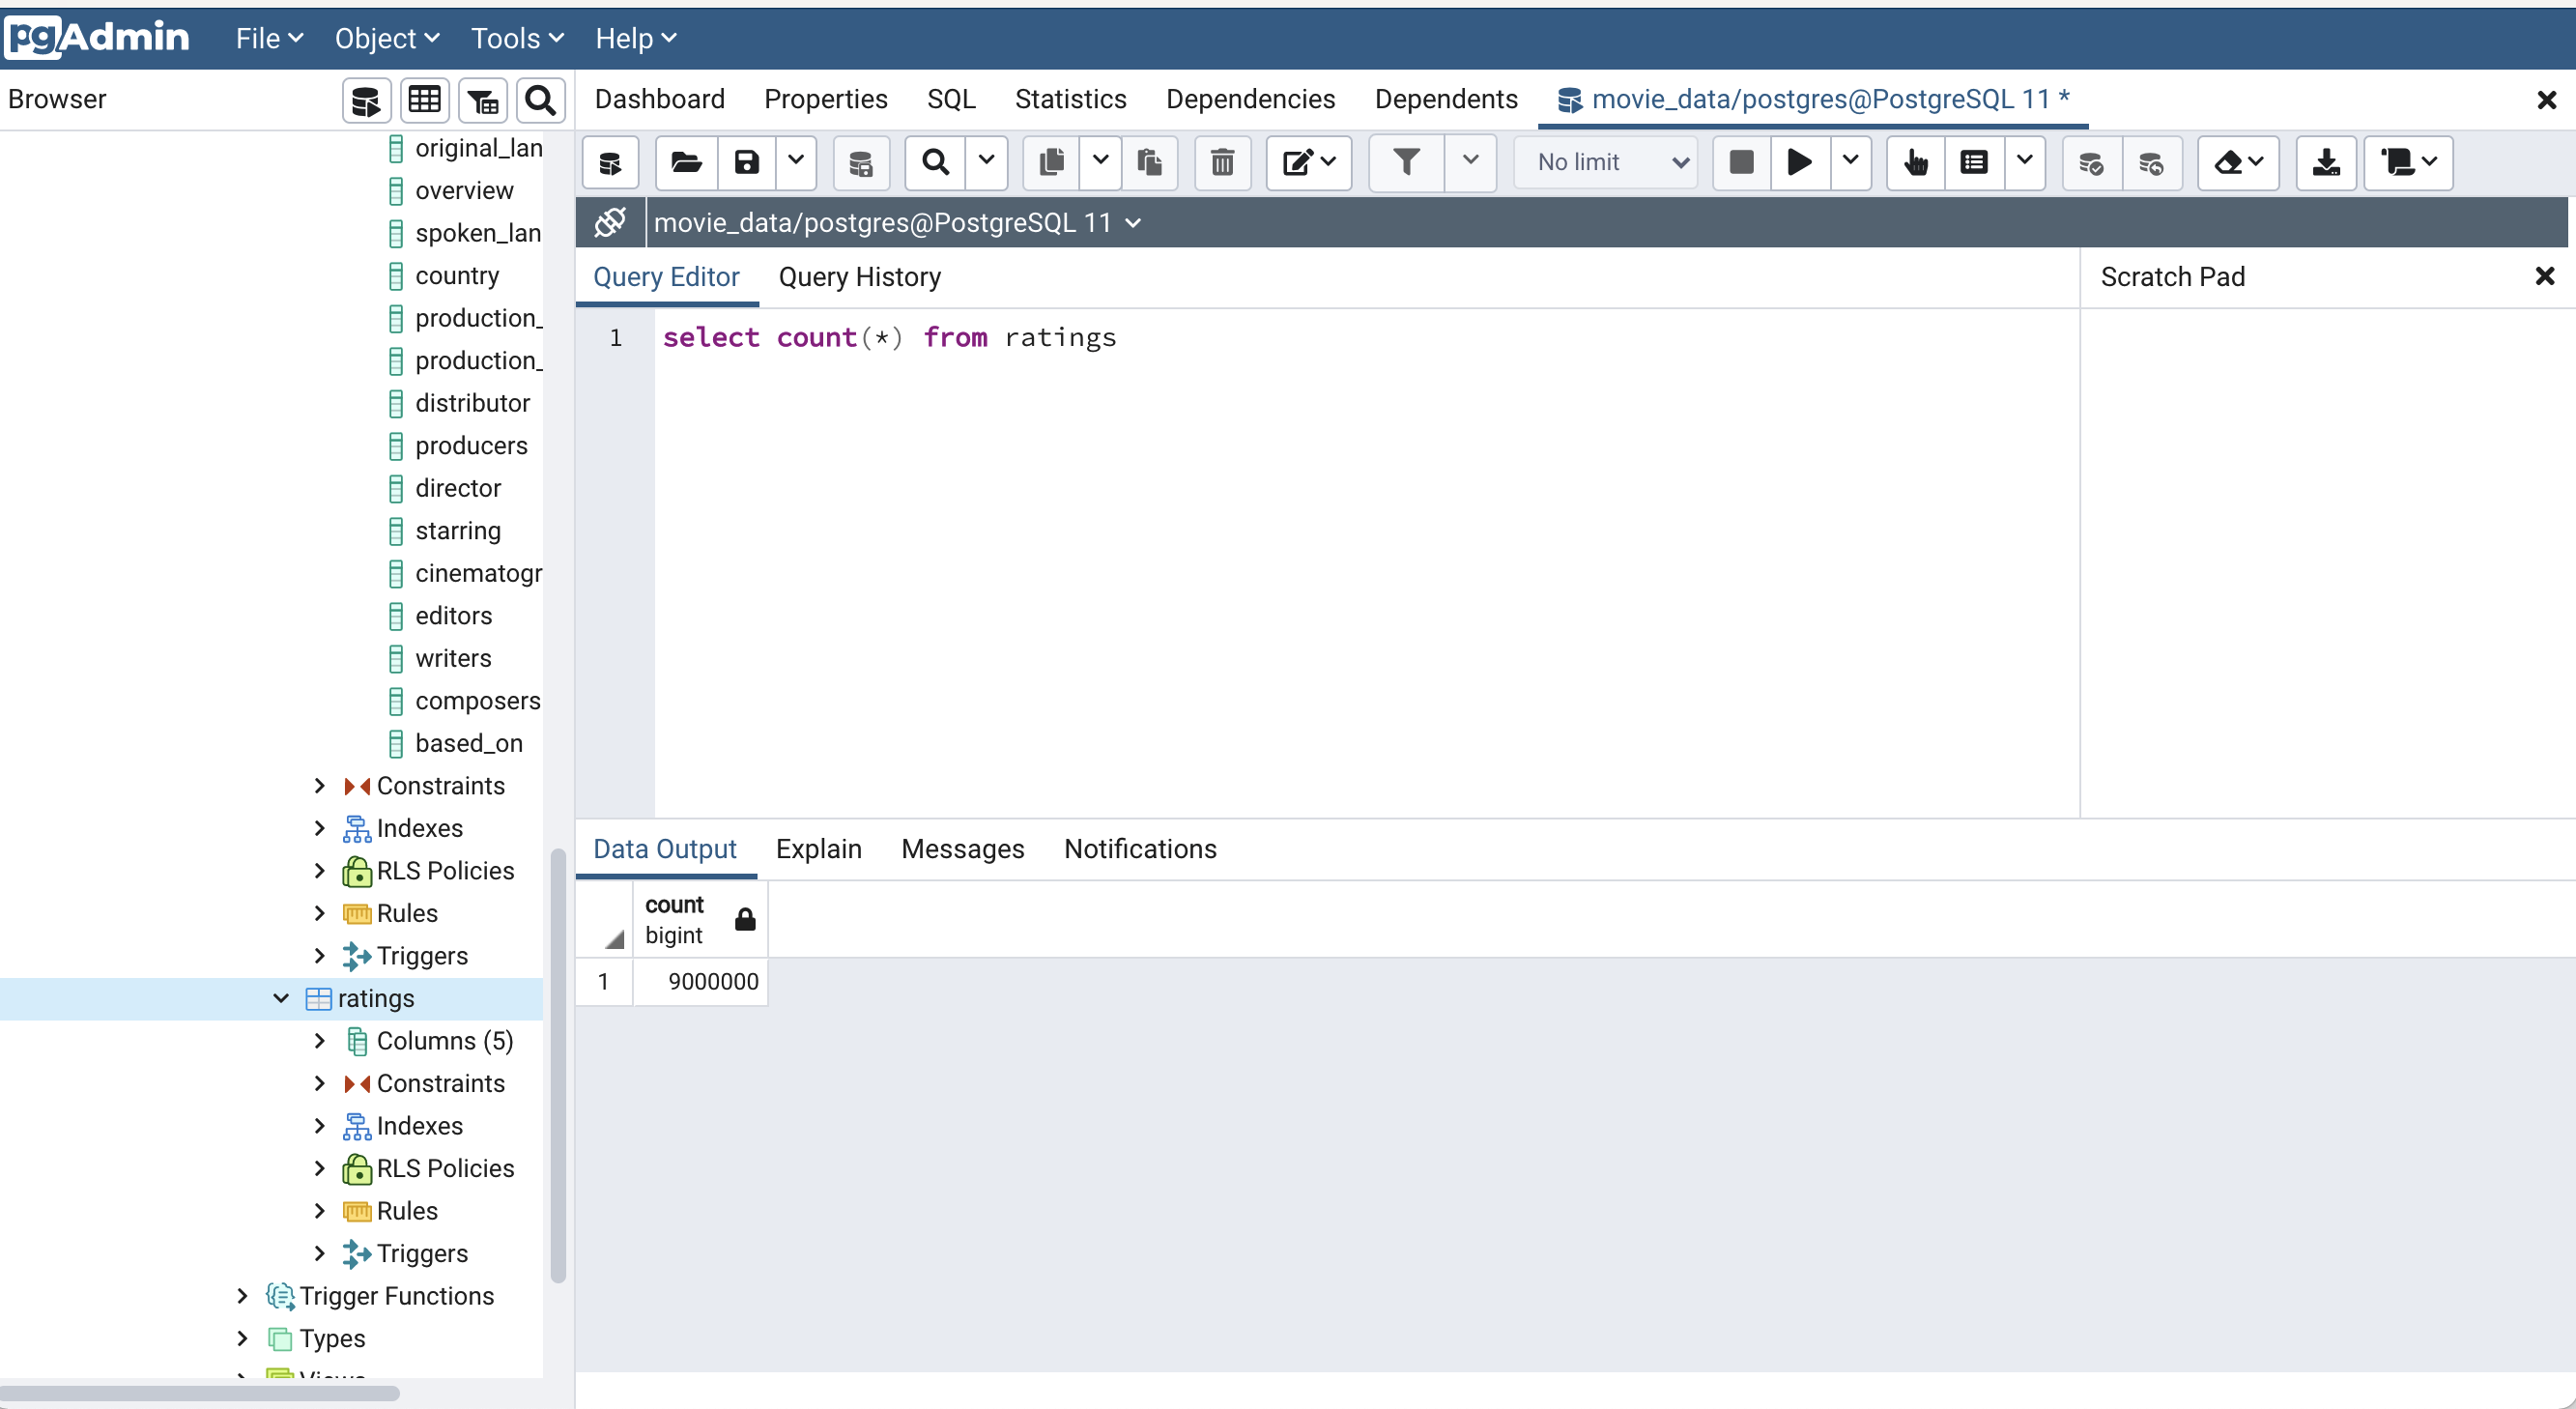 pgAdmin File Object Tools Help
Browser
Dashboard Properties SQL Statistics Dependencies Dependents movie_data/postgres@PostgreSQL 11 *
No limit
movie_data/postgres@PostgreSQL 11
Query Editor Query History
Scratch Pad
1 select count(*) from ratings
original_lan
overview
spoken_lan
country
production_
production_
distributor
producers
director
starring
cinematogr
editors
writers
composers
based_on
Constraints
Indexes
RLS Policies
Rules
Triggers
ratings
Columns (5)
Constraints
Indexes
RLS Policies
Rules
Triggers
Trigger Functions
Types
Views
Data Output Explain Messages Notifications
count
bigint
1 9000000